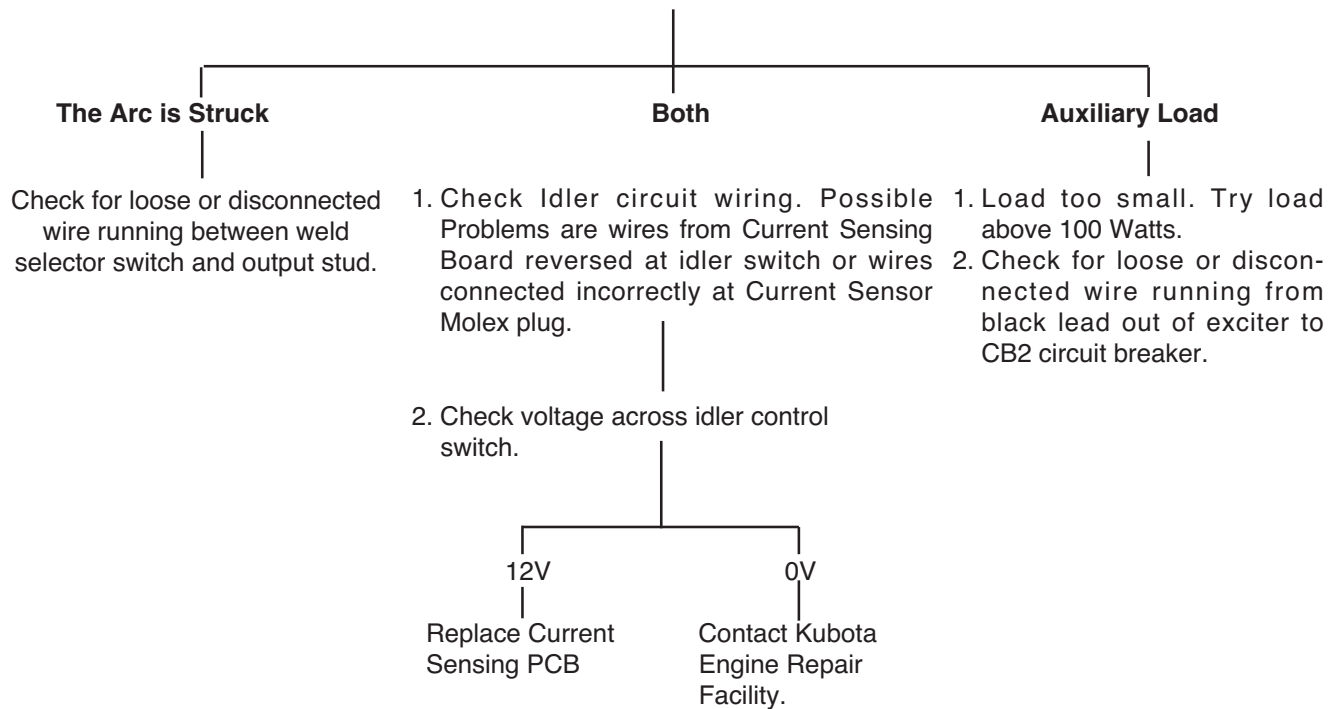 The Arc is Struck
Check for loose or disconnected
wire running between weld
selector switch and output stud.
Both
1. Check Idler circuit wiring. Possible
Problems are wires from Current Sensing
Board reversed at idler switch or wires
connected incorrectly at Current Sensor
Molex plug.
2. Check voltage across idler control
switch.
12V
Replace Current
Sensing PCB
0V
Contact Kubota
Engine Repair
Facility.
Auxiliary Load
1. Load too small. Try load
above 100 Watts.
2. Check for loose or discon-
nected wire running from
black lead out of exciter to
CB2 circuit breaker.